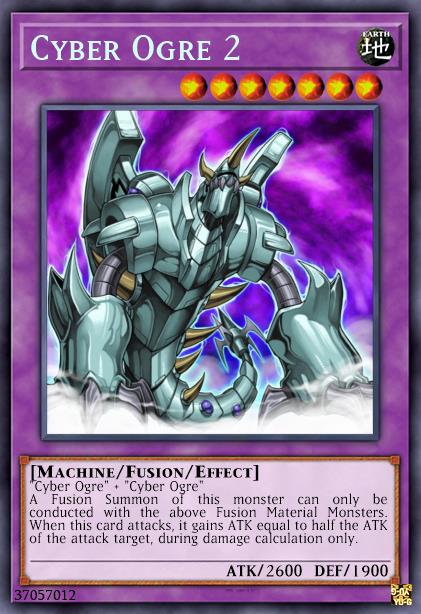 Cyber Ogre 2
EARTH
地
[Machine/Fusion/Effect]
"Cyber Ogre" + "Cyber Ogre"
A Fusion Summon of this monster can only be
conducted with the above Fusion Material Monsters.
When this card attacks, it gains ATK equal to half the ATK
of the attack target, during damage calculation only.
ATK/2600 DEF/1900
37057012